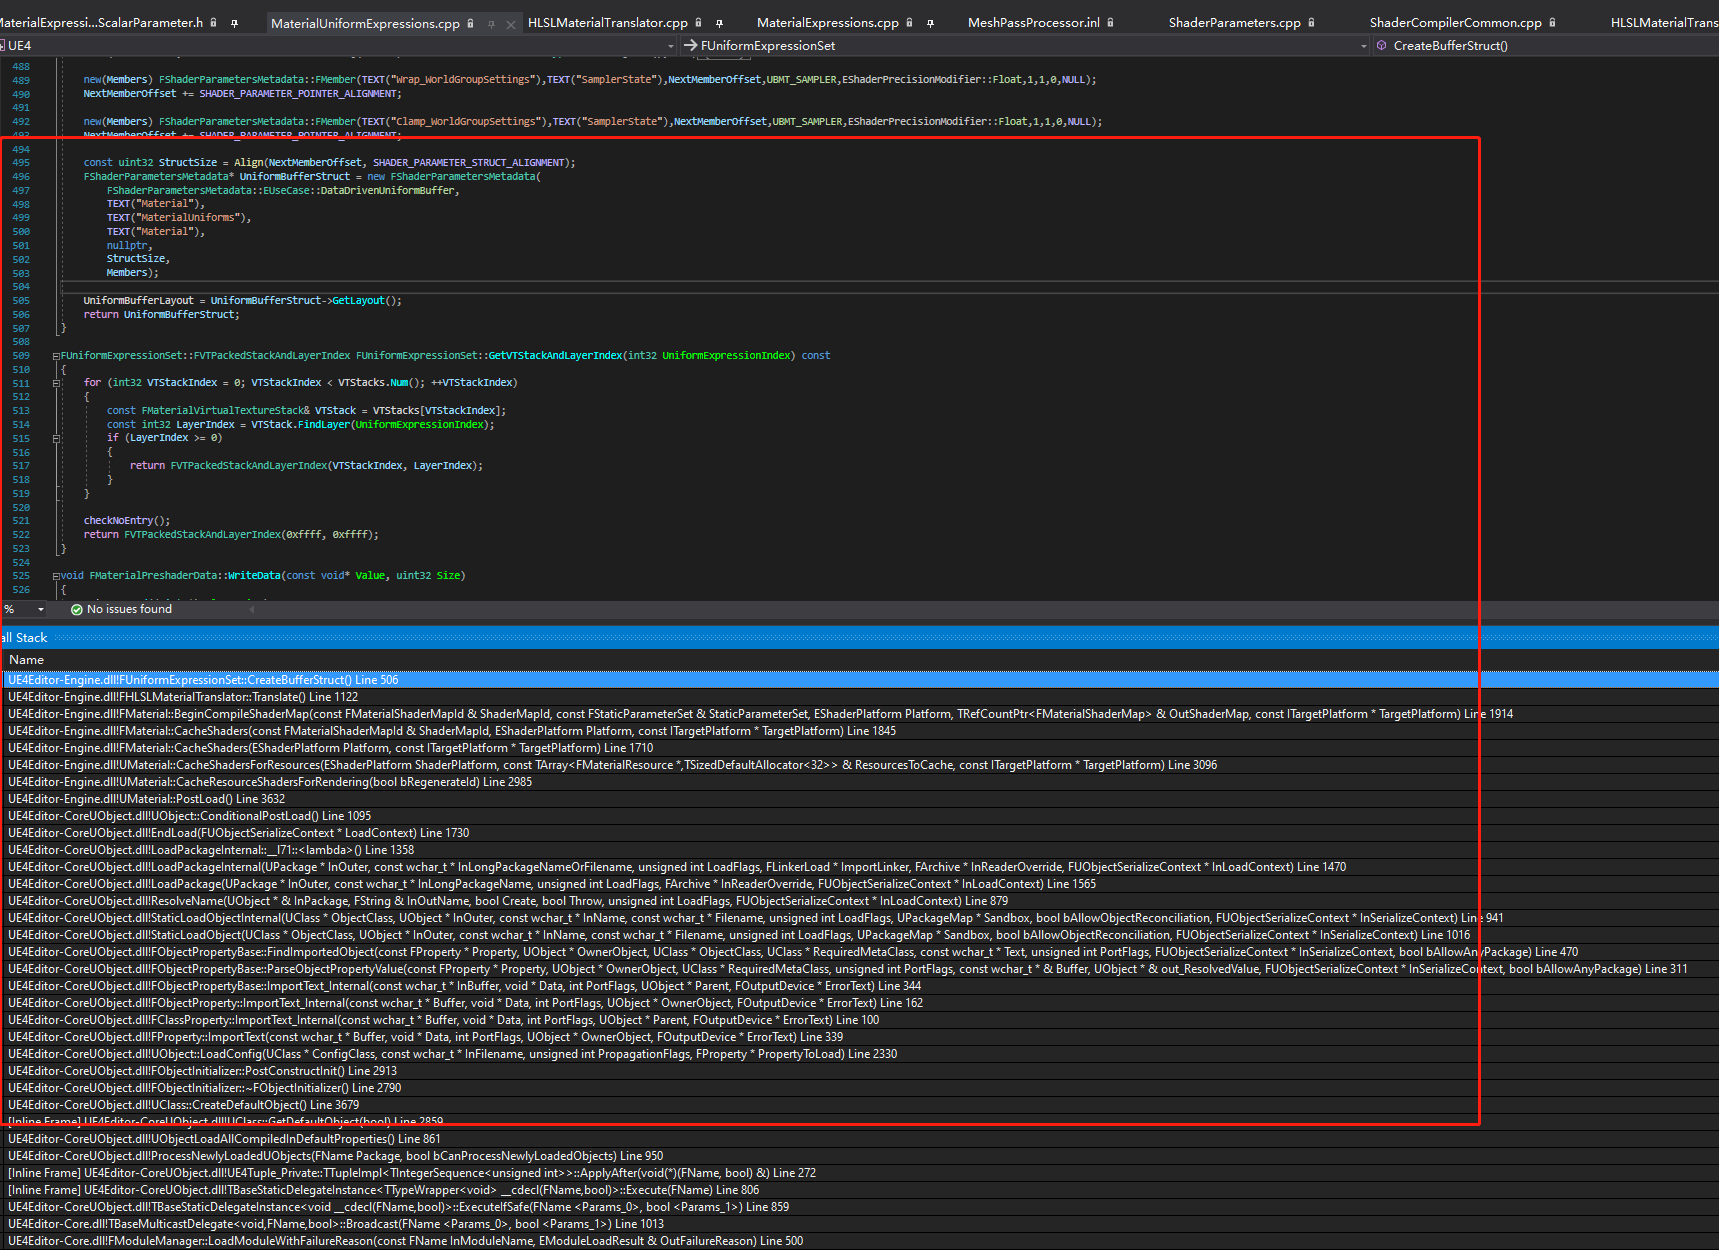 MaterialExpressi...ScalarParameter.h MaterialUniformExpressions.cpp HLSLMaterialTranslator.cpp MaterialExpressions.cpp MeshPassProcessor.inl ShaderParameters.cpp ShaderCompilerCommon.cpp HLSLMaterialTrans
UE4 FUniformExpressionSet CreateBufferStruct()
488
489 new(Members) FShaderParametersMetadata::FMember(TEXT("Wrap_WorldGroupSettings"),TEXT("SamplerState"),NextMemberOffset,UBMT_SAMPLER,EShaderPrecisionModifier::Float,1,1,0,NULL);
490 NextMemberOffset += SHADER_PARAMETER_POINTER_ALIGNMENT;
491
492 new(Members) FShaderParametersMetadata::FMember(TEXT("Clamp_WorldGroupSettings"),TEXT("SamplerState"),NextMemberOffset,UBMT_SAMPLER,EShaderPrecisionModifier::Float,1,1,0,NULL);
493 NextMemberOffset += SHADER_PARAMETER_POINTER_ALIGNMENT;
494
495 const uint32 StructSize = Align(NextMemberOffset, SHADER_PARAMETER_STRUCT_ALIGNMENT);
496 FShaderParametersMetadata* UniformBufferStruct = new FShaderParametersMetadata(
497 FShaderParametersMetadata::EUseCase::DataDrivenUniformBuffer,
498 TEXT("Material"),
499 TEXT("MaterialUniforms"),
500 TEXT("Material"),
501 nullptr,
502 StructSize,
503 Members);
504
505 UniformBufferLayout = UniformBufferStruct->GetLayout();
506 return UniformBufferStruct;
507 }
508
509 FUniformExpressionSet::FVTPackedStackAndLayerIndex FUniformExpressionSet::GetVTStackAndLayerIndex(int32 UniformExpressionIndex) const
510 {
511 for (int32 VTStackIndex = 0; VTStackIndex < VTStacks.Num(); ++VTStackIndex)
512 {
513 const FMaterialVirtualTextureStack& VTStack = VTStacks[VTStackIndex];
514 const int32 LayerIndex = VTStack.FindLayer(UniformExpressionIndex);
515 if (LayerIndex >= 0)
516 {
517 return FVTPackedStackAndLayerIndex(VTStackIndex, LayerIndex);
518 }
519 }
520
521 checkNoEntry();
522 return FVTPackedStackAndLayerIndex(0xffff, 0xffff);
523 }
524
525 void FMaterialPreshaderData::WriteData(const void* Value, uint32 Size)
526 {
% No issues found
all Stack
Name
UE4Editor-Engine.dll!FUniformExpressionSet::CreateBufferStruct() Line 506
UE4Editor-Engine.dll!FHLSLMaterialTranslator::Translate() Line 1122
UE4Editor-Engine.dll!FMaterial::BeginCompileShaderMap(const FMaterialShaderMapId & ShaderMapId, const FStaticParameterSet & StaticParameterSet, EShaderPlatform Platform, TRefCountPtr<FMaterialShaderMap> & OutShaderMap, const ITargetPlatform * TargetPlatform) Line 1914
UE4Editor-Engine.dll!FMaterial::CacheShaders(const FMaterialShaderMapId & ShaderMapId, EShaderPlatform Platform, const ITargetPlatform * TargetPlatform) Line 1845
UE4Editor-Engine.dll!FMaterial::CacheShaders(EShaderPlatform Platform, const ITargetPlatform * TargetPlatform) Line 1710
UE4Editor-Engine.dll!UMaterial::CacheShadersForResources(EShaderPlatform ShaderPlatform, const TArray<FMaterialResource *,TSizedDefaultAllocator<32>> & ResourcesToCache, const ITargetPlatform * TargetPlatform) Line 3096
UE4Editor-Engine.dll!UMaterial::CacheResourceShadersForRendering(bool bRegenerateId) Line 2985
UE4Editor-Engine.dll!UMaterial::PostLoad() Line 3632
UE4Editor-CoreUObject.dll!UObject::ConditionalPostLoad() Line 1095
UE4Editor-CoreUObject.dll!EndLoad(FUObjectSerializeContext * LoadContext) Line 1730
UE4Editor-CoreUObject.dll!LoadPackageInternal::__l71::<lambda>() Line 1358
UE4Editor-CoreUObject.dll!LoadPackageInternal(UPackage * InOuter, const wchar_t * InLongPackageNameOrFilename, unsigned int LoadFlags, FLinkerLoad * ImportLinker, FArchive * InReaderOverride, FUObjectSerializeContext * InLoadContext) Line 1470
UE4Editor-CoreUObject.dll!LoadPackage(UPackage * InOuter, const wchar_t * InLongPackageName, unsigned int LoadFlags, FArchive * InReaderOverride, FUObjectSerializeContext * InLoadContext) Line 1565
UE4Editor-CoreUObject.dll!ResolveName(UObject * & InPackage, FString & InOutName, bool Create, bool Throw, unsigned int LoadFlags, FUObjectSerializeContext * InLoadContext) Line 879
UE4Editor-CoreUObject.dll!StaticLoadObjectInternal(UClass * ObjectClass, UObject * InOuter, const wchar_t * InName, const wchar_t * Filename, unsigned int LoadFlags, UPackageMap * Sandbox, bool bAllowObjectReconciliation, FUObjectSerializeContext * InSerializeContext) Line 941
UE4Editor-CoreUObject.dll!StaticLoadObject(UClass * ObjectClass, UObject * InOuter, const wchar_t * InName, const wchar_t * Filename, unsigned int LoadFlags, UPackageMap * Sandbox, bool bAllowObjectReconciliation, FUObjectSerializeContext * InSerializeContext) Line 1016
UE4Editor-CoreUObject.dll!FObjectPropertyBase::FindImportedObject(const FProperty * Property, UObject * OwnerObject, UClass * ObjectClass, UClass * RequiredMetaClass, const wchar_t * Text, unsigned int PortFlags, FUObjectSerializeContext * InSerializeContext, bool bAllowAnyPackage) Line 470
UE4Editor-CoreUObject.dll!FObjectPropertyBase::ParseObjectPropertyValue(const FProperty * Property, UObject * OwnerObject, UClass * RequiredMetaClass, unsigned int PortFlags, const wchar_t * & Buffer, UObject * & out_ResolvedValue, FUObjectSerializeContext * InSerializeContext, bool bAllowAnyPackage) Line 311
UE4Editor-CoreUObject.dll!FObjectPropertyBase::ImportText_Internal(const wchar_t * InBuffer, void * Data, int PortFlags, UObject * Parent, FOutputDevice * ErrorText) Line 344
UE4Editor-CoreUObject.dll!FObjectProperty::ImportText_Internal(const wchar_t * Buffer, void * Data, int PortFlags, UObject * OwnerObject, FOutputDevice * ErrorText) Line 162
UE4Editor-CoreUObject.dll!FClassProperty::ImportText_Internal(const wchar_t * Buffer, void * Data, int PortFlags, UObject * Parent, FOutputDevice * ErrorText) Line 100
UE4Editor-CoreUObject.dll!FProperty::ImportText(const wchar_t * Buffer, void * Data, int PortFlags, UObject * OwnerObject, FOutputDevice * ErrorText) Line 339
UE4Editor-CoreUObject.dll!UObject::LoadConfig(UClass * ConfigClass, const wchar_t * InFilename, unsigned int PropagationFlags, FProperty * PropertyToLoad) Line 2330
UE4Editor-CoreUObject.dll!FObjectInitializer::PostConstructInit() Line 2913
UE4Editor-CoreUObject.dll!FObjectInitializer::~FObjectInitializer() Line 2790
UE4Editor-CoreUObject.dll!UClass::CreateDefaultObject() Line 3679
[Inline Frame] UE4Editor-CoreUObject.dll!UClass::GetDefaultObject(bool) Line 2859
UE4Editor-CoreUObject.dll!UObjectLoadAllCompiledInDefaultProperties() Line 861
UE4Editor-CoreUObject.dll!ProcessNewlyLoadedUObjects(FName Package, bool bCanProcessNewlyLoadedObjects) Line 950
[Inline Frame] UE4Editor-CoreUObject.dll!UE4Tuple_Private::TTupleImpl<TIntegerSequence<unsigned int>>::ApplyAfter(void(*)(FName, bool) &) Line 272
[Inline Frame] UE4Editor-CoreUObject.dll!TBaseStaticDelegateInstance<TTypeWrapper<void> __cdecl(FName,bool)>::Execute(FName) Line 806
UE4Editor-CoreUObject.dll!TBaseStaticDelegateInstance<void __cdecl(FName,bool)>::ExecuteIfSafe(FName <Params_0>, bool <Params_1>) Line 859
UE4Editor-Core.dll!TBaseMulticastDelegate<void,FName,bool>::Broadcast(FName <Params_0>, bool <Params_1>) Line 1013
UE4Editor-Core.dll!FModuleManager::LoadModuleWithFailureReason(const FName InModuleName, EModuleLoadResult & OutFailureReason) Line 500